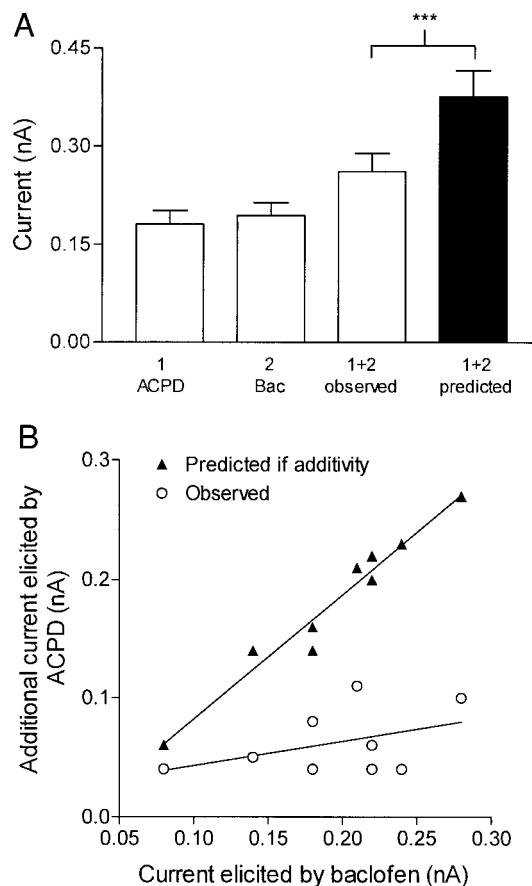 A
***
0.45
0.30
0.15
0.00
Current (nA)
1 2 1+2 1+2
ACPD Bac observed predicted
B
▲ Predicted if additivity
○ Observed
0.3
0.2
0.1
0.0
Additional current elicited by
ACPD (nA)
0.05 0.10 0.15 0.20 0.25 0.30
Current elicited by baclofen (nA)